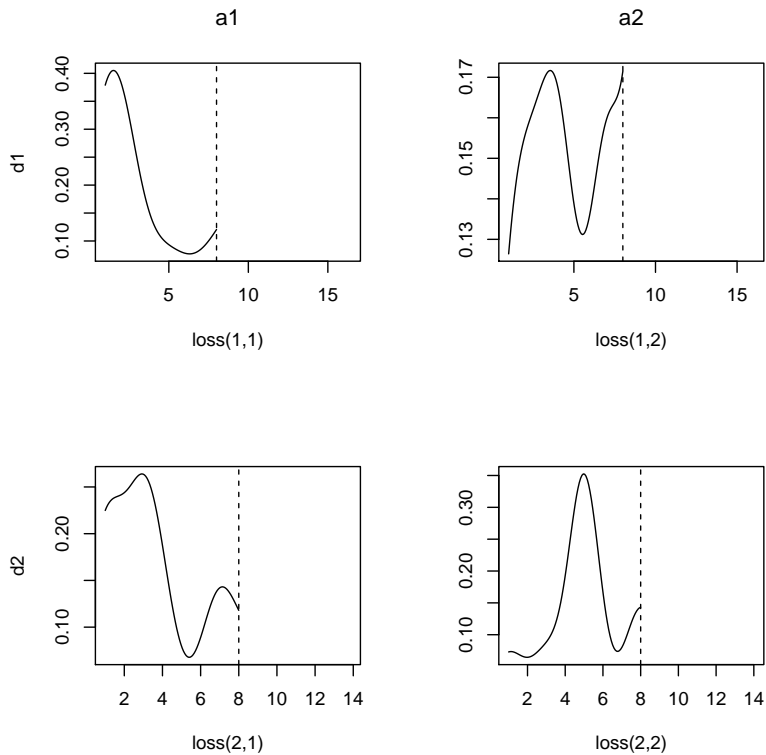 a1
a2
d1
0.10 0.20 0.30 0.40
5 10 15
loss(1,1)
0.13 0.15 0.17
5 10 15
loss(1,2)
d2
0.10 0.20
2 4 6 8 10 12 14
loss(2,1)
0.10 0.20 0.30
2 4 6 8 10 12 14
loss(2,2)